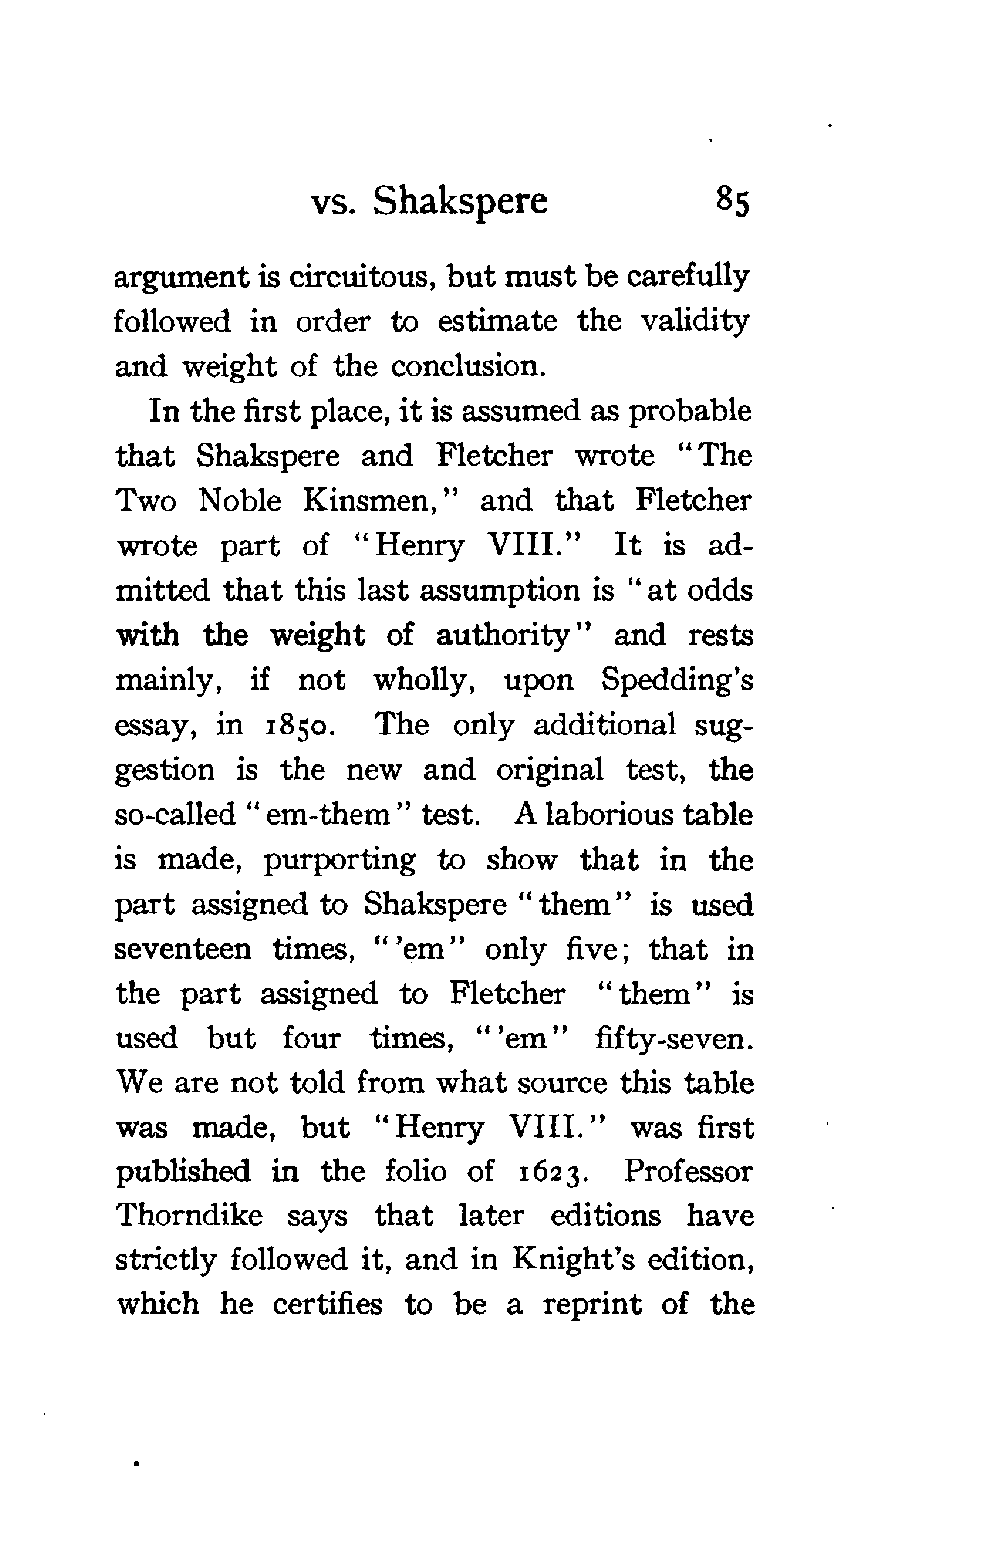 vs. Shakspere 85
argument is circuitous, but must be carefully
followed in order to estimate the validity
and weight of the conclusion.
In the first place, it is assumed as probable
that Shakspere and Fletcher wrote "The
Two Noble Kinsmen," and that Fletcher
wrote part of "Henry VIII." It is ad-
mitted that this last assumption is "at odds
with the weight of authority" and rests
mainly, if not wholly, upon Spedding's
essay, in 1850. The only additional sug-
gestion is the new and original test, the
so-called "em-them" test. A laborious table
is made, purporting to show that in the
part assigned to Shakspere "them" is used
seventeen times, "'em" only five; that in
the part assigned to Fletcher "them" is
used but four times, "'em" fifty-seven.
We are not told from what source this table
was made, but "Henry VIII." was first
published in the folio of 1623. Professor
Thorndike says that later editions have
strictly followed it, and in Knight's edition,
which he certifies to be a reprint of the